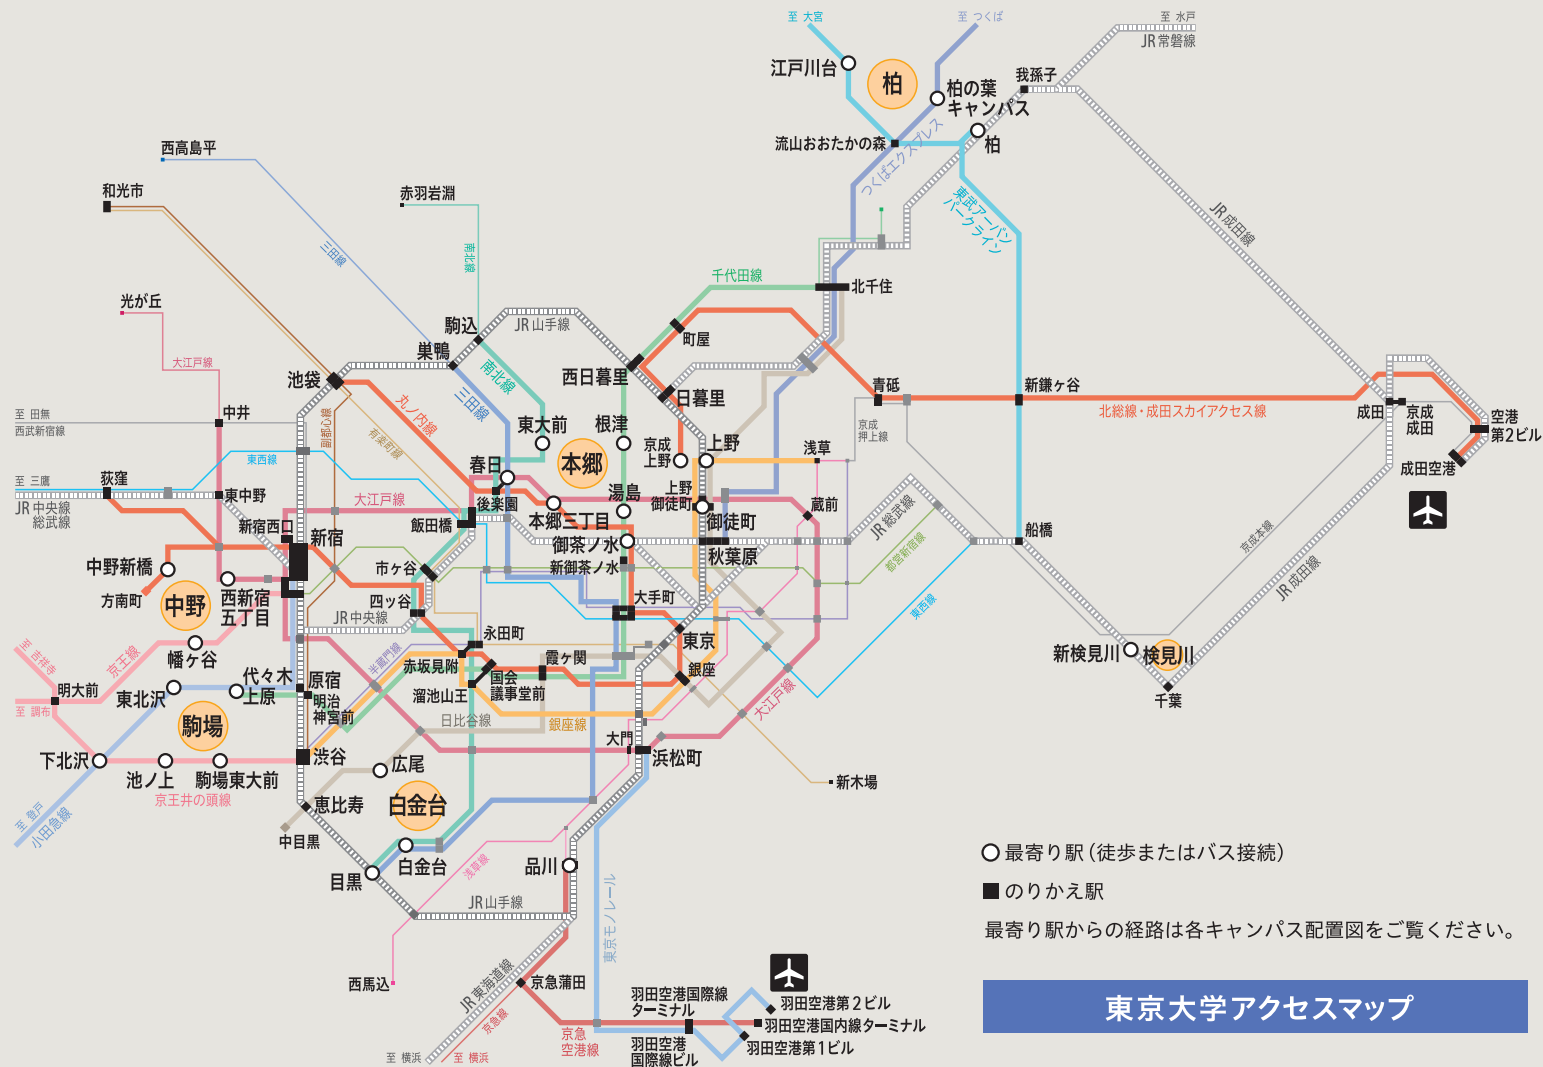 至 大宮
至 つくば
至 水戸
JR常磐線
江戸川台
柏
柏の葉
キャンパス
我孫子
流山おおたかの森
柏
つくばエクスプレス
東武アーバン
パークライン
JR成田線
西高島平
和光市
赤羽岩淵
三田線
南北線
光が丘
千代田線
北千住
駒込
JR山手線
町屋
巣鴨
大江戸線
池袋
南北線
西日暮里
日暮里
三田線
青砥
新鎌ヶ谷
北総線・成田スカイアクセス線
成田
京成
成田
空港
第2ビル
成田空港
至 田無
西武新宿線
中井
副都心線
丸ノ内線
有楽町線
東大前
根津
京成
上野
上野
浅草
京成
押上線
東西線
春日
本郷
至 三鷹
荻窪
JR中央線
総武線
東中野
大江戸線
後楽園
湯島
上野
御徒町
蔵前
JR総武線
新宿西口
新宿
飯田橋
本郷三丁目
御徒町
船橋
京成本線
御茶ノ水
秋葉原
都営新宿線
中野新橋
市ヶ谷
新御茶ノ水
方南町
中野
西新宿
五丁目
四ッ谷
大手町
JR中央線
東西線
JR成田線
至 吉祥寺
京王線
幡ヶ谷
半蔵門線
永田町
東京
新検見川
検見川
千葉
赤坂見附
霞ヶ関
銀座
代々木
上原
原宿
明治
神宮前
国会
議事堂前
溜池山王
明大前
東北沢
至 調布
駒場
日比谷線
銀座線
大江戸線
大門
浜松町
下北沢
池ノ上
駒場東大前
渋谷
広尾
新木場
京王井の頭線
至 登戸
小田急線
恵比寿
白金台
中目黒
白金台
目黒
浅草線
品川
JR山手線
東京モノレール
最寄り駅(徒歩またはバス接続)
のりかえ駅
最寄り駅からの経路は各キャンパス配置図をご覧ください。
西馬込
JR東海道線
京急線
京急蒲田
京急
空港線
至 横浜
至 横浜
羽田空港国際線
ターミナル
羽田空港
国際線ビル
羽田空港第2ビル
羽田空港国内線ターミナル
羽田空港第1ビル
東京大学アクセスマップ